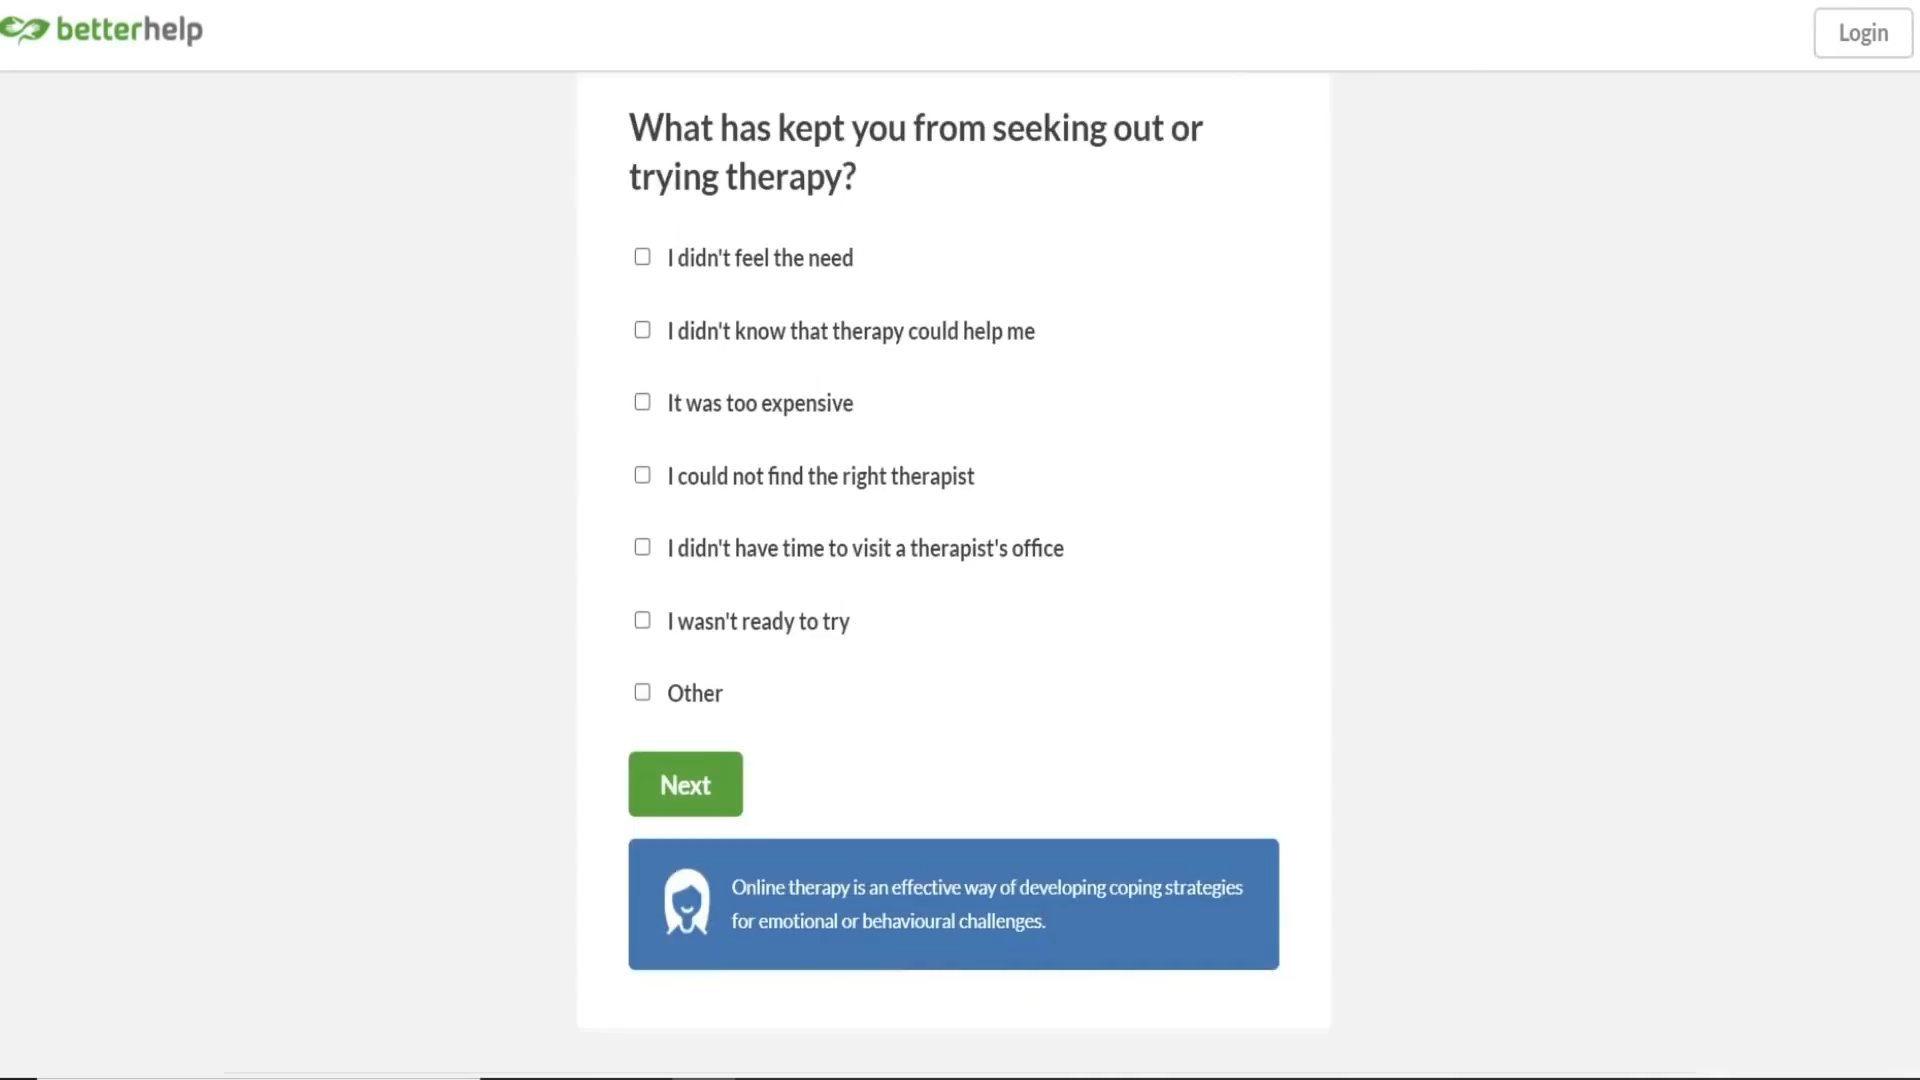 betterhelp
Login
What has kept you from seeking out or
trying therapy?
I didn't feel the need
I didn't know that therapy could help me
It was too expensive
I could not find the right therapist
I didn't have time to visit a therapist's office
I wasn't ready to try
Other
Next
Online therapy is an effective way of developing coping strategies
for emotional or behavioural challenges.